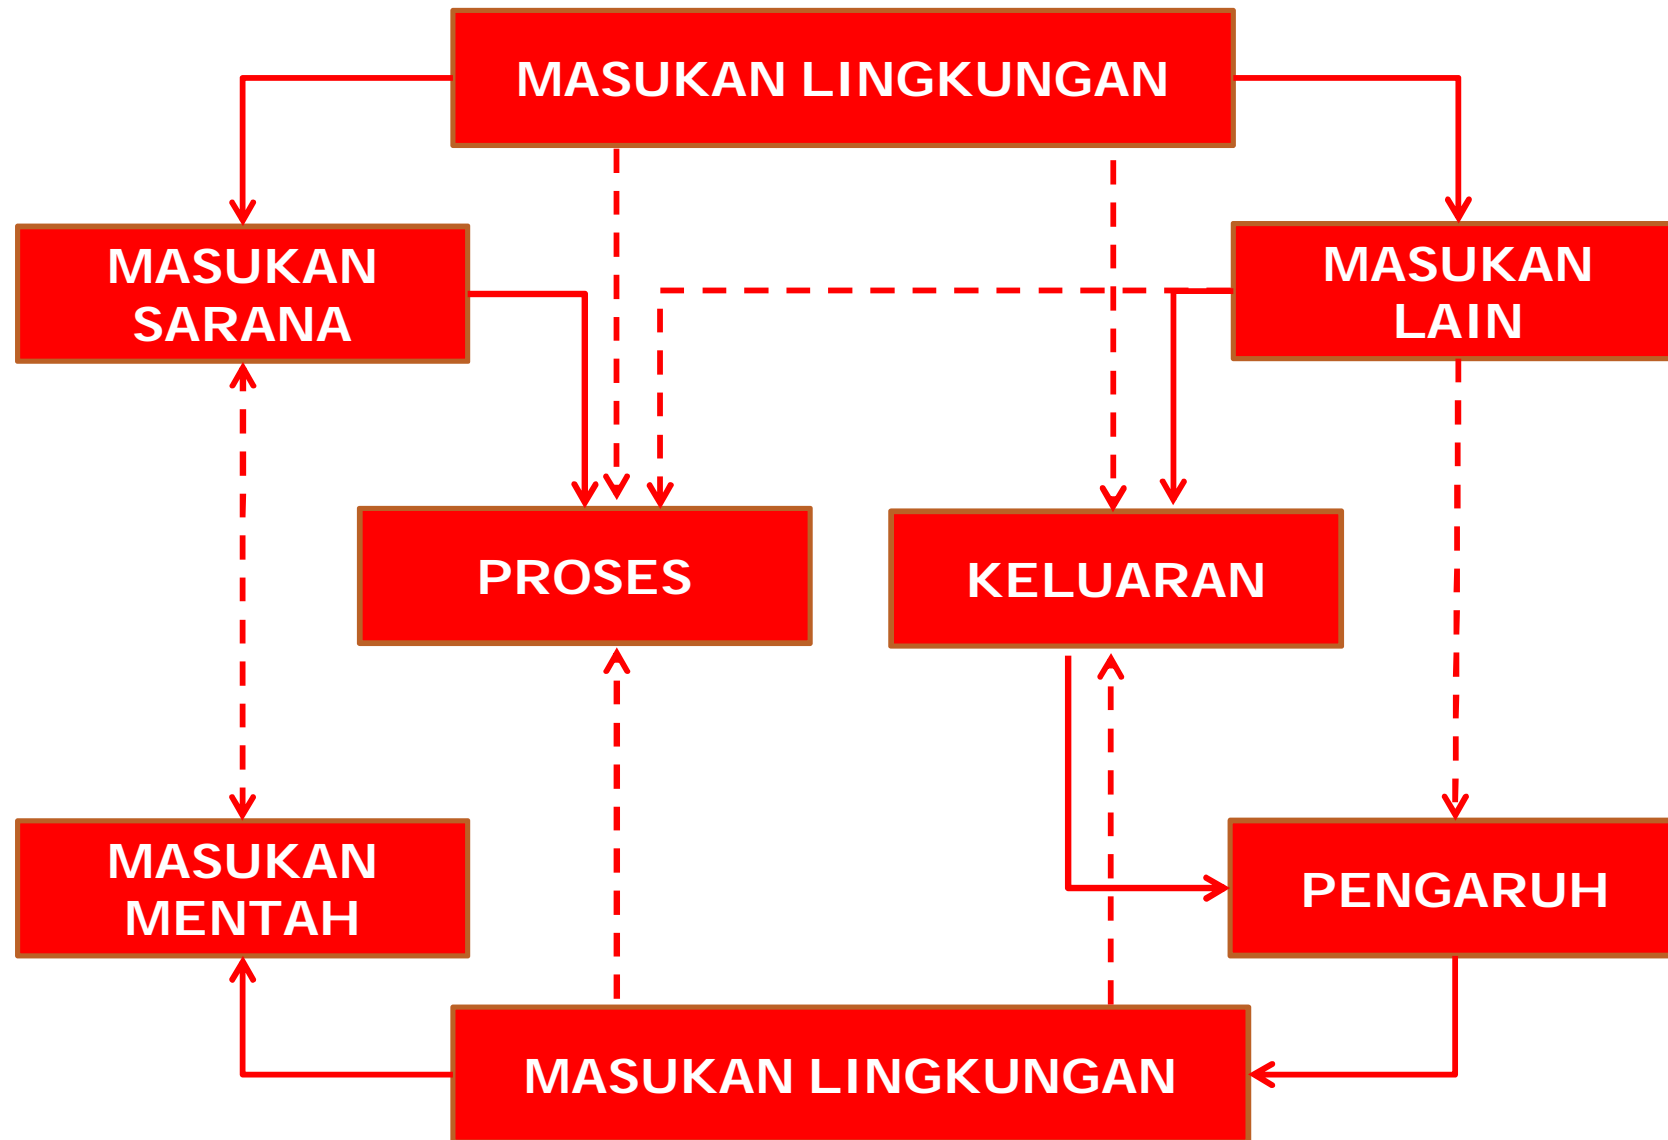 MASUKAN LINGKUNGAN
MASUKAN
SARANA
MASUKAN
LAIN
PROSES
KELUARAN
MASUKAN
MENTAH
PENGARUH
MASUKAN LINGKUNGAN